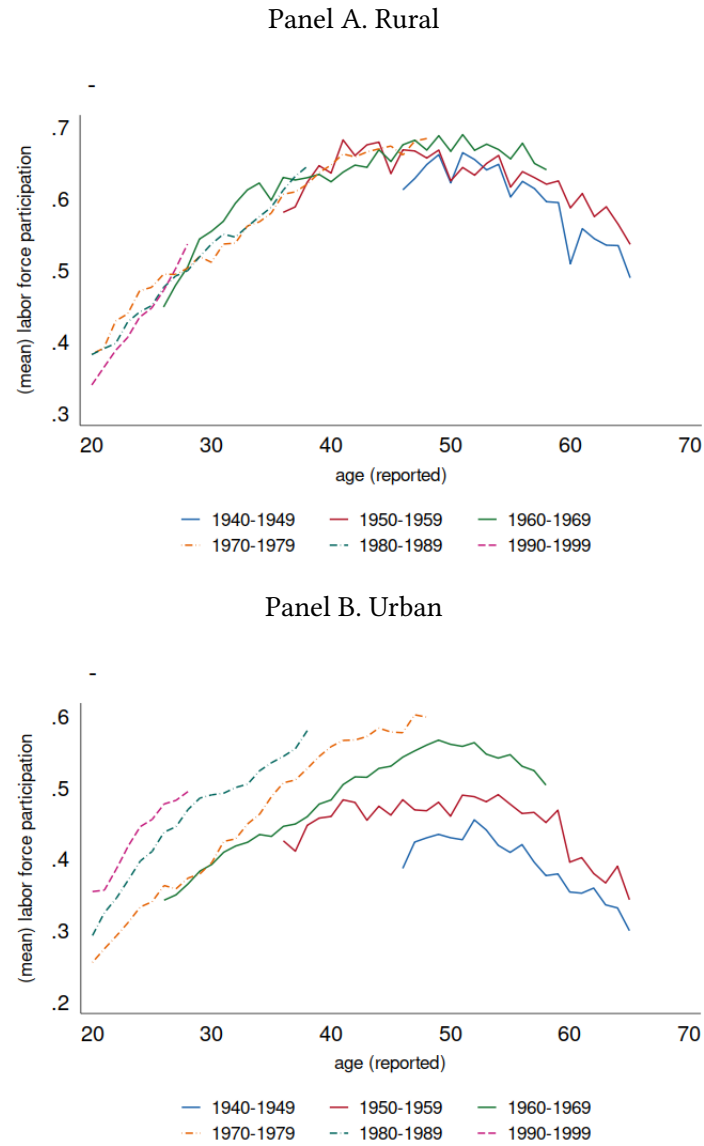 Panel A. Rural
-
(mean) labor force participation
.7
.6
.5
.4
.3
20 30 40 50 60 70
age (reported)
1940-1949 1950-1959 1960-1969
1970-1979 1980-1989 1990-1999
Panel B. Urban
-
(mean) labor force participation
.6
.5
.4
.3
.2
20 30 40 50 60 70
age (reported)
1940-1949 1950-1959 1960-1969
1970-1979 1980-1989 1990-1999